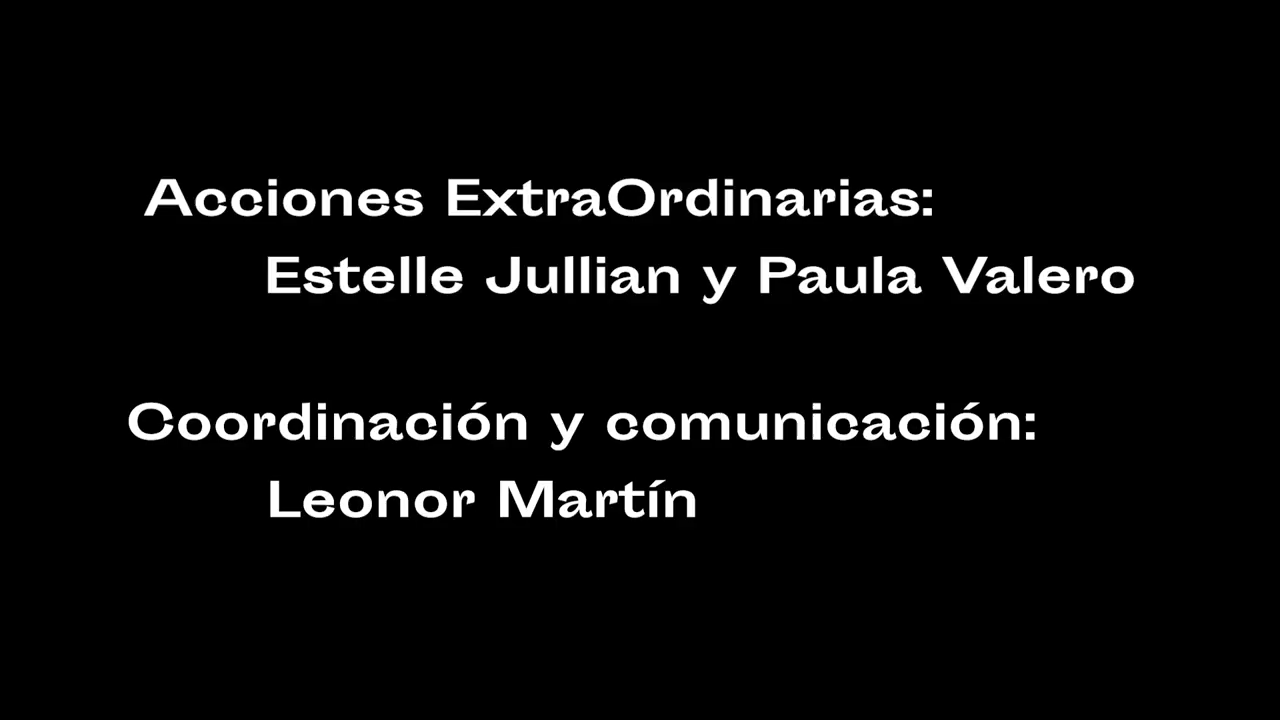 Acciones ExtraOrdinarias:
Estelle Jullian y Paula Valero
Coordinación y comunicación:
Leonor Martín